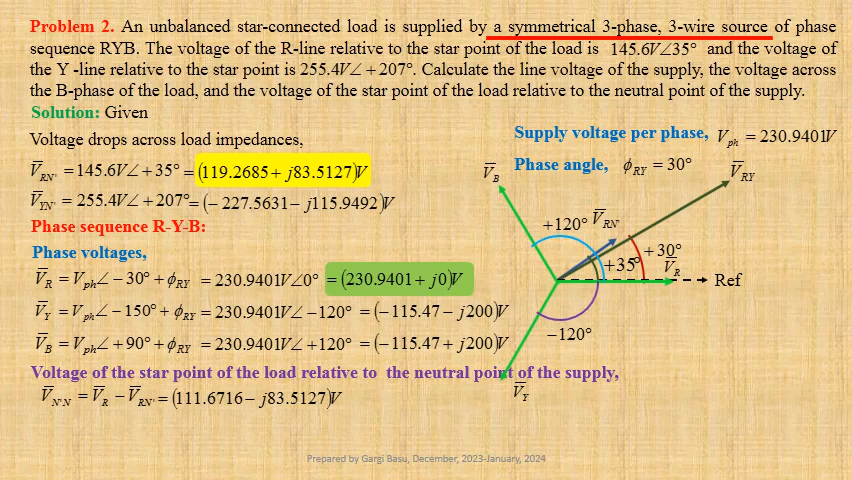 Problem 2. An unbalanced star-connected load is supplied by a symmetrical 3-phase, 3-wire source of phase
sequence RYB. The voltage of the R-line relative to the star point of the load is 145.6V∠35° and the voltage of
the Y -line relative to the star point is 255.4V∠+207°. Calculate the line voltage of the supply, the voltage across
the B-phase of the load, and the voltage of the star point of the load relative to the neutral point of the supply.
Solution: Given
Voltage drops across load impedances,
V̅_RN' = 145.6V∠+35° = (119.2685 + j83.5127)V
V̅_YN' = 255.4V∠+207° = (−227.5631 − j115.9492)V
Phase sequence R-Y-B:
Phase voltages,
V̅_R = V_ph∠−30° + ϕ_RY = 230.9401V∠0° = (230.9401 + j0)V
V̅_Y = V_ph∠−150° + ϕ_RY = 230.9401V∠−120° = (−115.47 − j200)V
V̅_B = V_ph∠+90° + ϕ_RY = 230.9401V∠+120° = (−115.47 + j200)V
Voltage of the star point of the load relative to the neutral point of the supply,
V̅_N'N = V̅_R − V̅_RN' = (111.6716 − j83.5127)V
Supply voltage per phase, V_ph = 230.9401V
Phase angle, ϕ_RY = 30°
V̅_B
V̅_RY
+120°
V̅_RN'
+30°
+35°
V̅_R
Ref
−120°
V̅_Y
Prepared by Gargi Basu, December, 2023-January, 2024